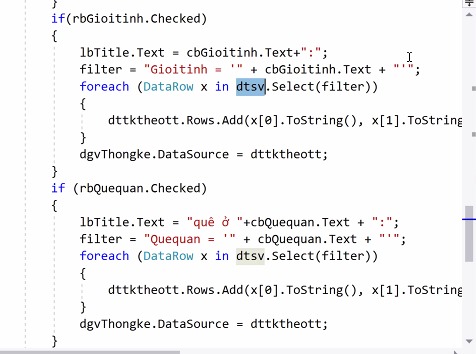 }
if(rbGioitinh.Checked)
{
lbTitle.Text = cbGioitinh.Text+":";
filter = "Gioitinh = '" + cbGioitinh.Text + "'";
foreach (DataRow x in dtsv.Select(filter))
{
dttktheott.Rows.Add(x[0].ToString(), x[1].ToString
}
dgvThongke.DataSource = dttktheott;
}
if (rbQuequan.Checked)
{
lbTitle.Text = "quê ở "+cbQuequan.Text + ":";
filter = "Quequan = '" + cbQuequan.Text + "'";
foreach (DataRow x in dtsv.Select(filter))
{
dttktheott.Rows.Add(x[0].ToString(), x[1].ToString
}
dgvThongke.DataSource = dttktheott;
}